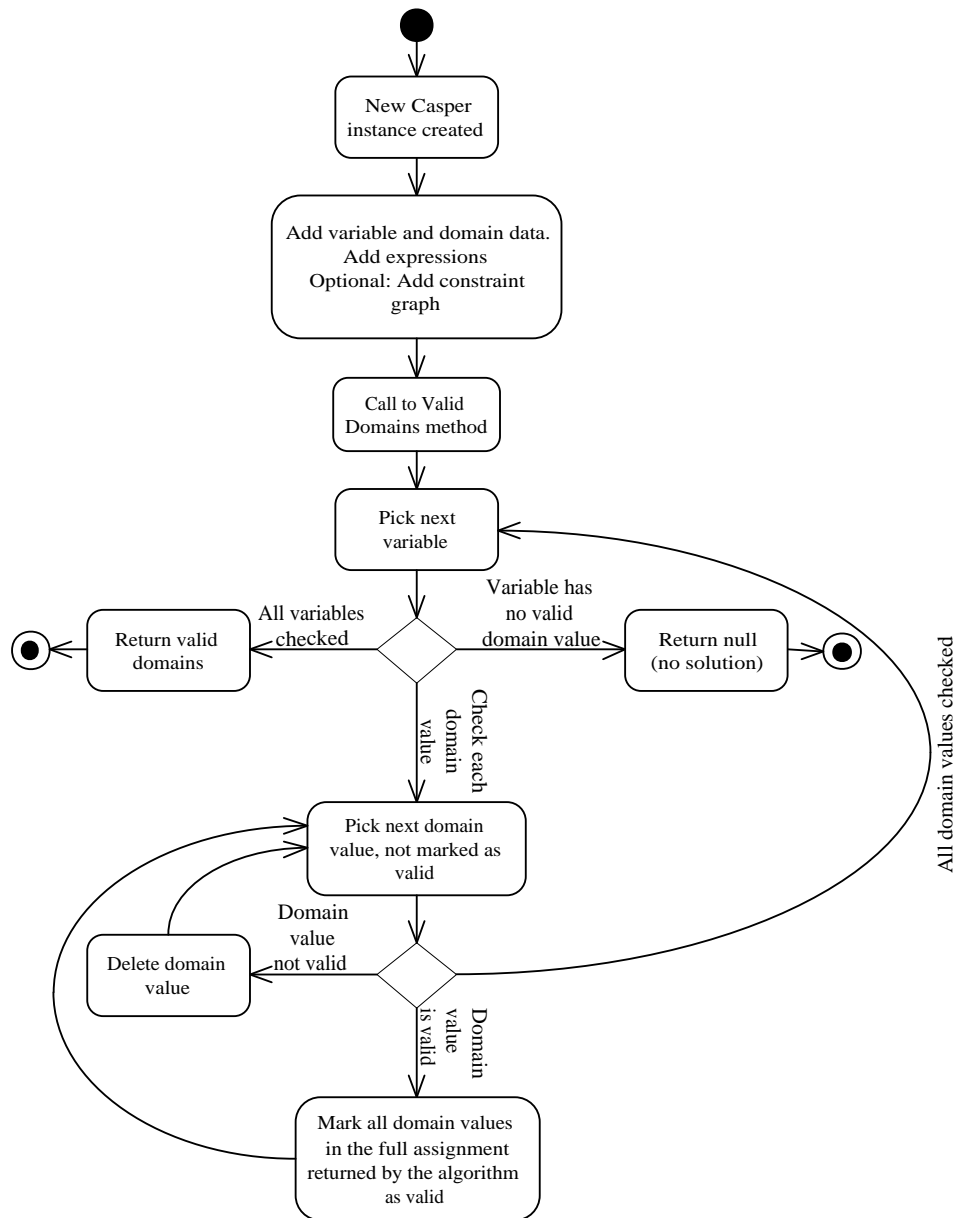 New Casper
instance created
Add variable and domain data.
Add expressions
Optional: Add constraint
graph
Call to Valid
Domains method
Pick next
variable
All variables
checked
Variable has
no valid
domain value
Return valid
domains
Return null
(no solution)
Check each
domain
value
All domain values checked
Pick next domain
value, not marked as
valid
Domain
value
not valid
Delete domain
value
Domain
value
is valid
Mark all domain values
in the full assignment
returned by the algorithm
as valid